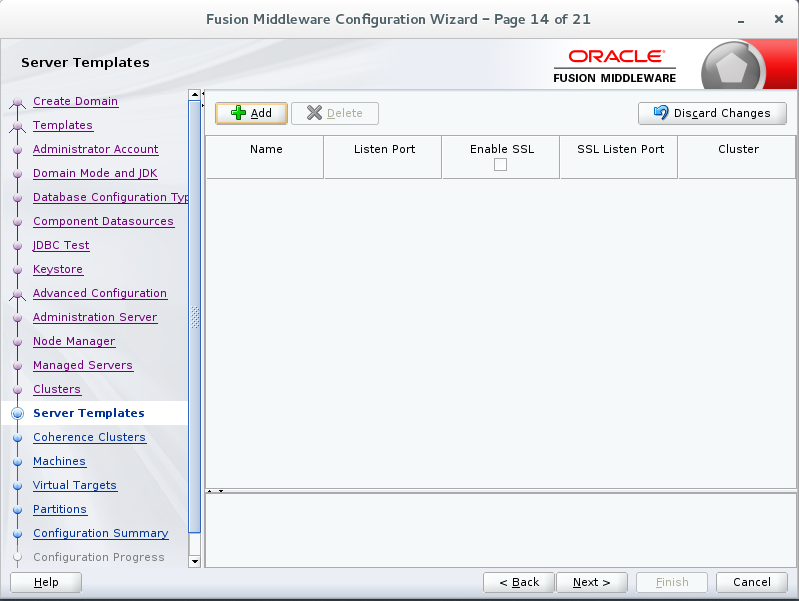 Fusion Middleware Configuration Wizard – Page 14 of 21
Server Templates
ORACLE
FUSION MIDDLEWARE
Create Domain
Templates
Administrator Account
Domain Mode and JDK
Database Configuration Typ
Component Datasources
JDBC Test
Keystore
Advanced Configuration
Administration Server
Node Manager
Managed Servers
Clusters
Server Templates
Coherence Clusters
Machines
Virtual Targets
Partitions
Configuration Summary
Configuration Progress
Add Delete Discard Changes
Name Listen Port Enable SSL SSL Listen Port Cluster
Help < Back Next > Finish Cancel